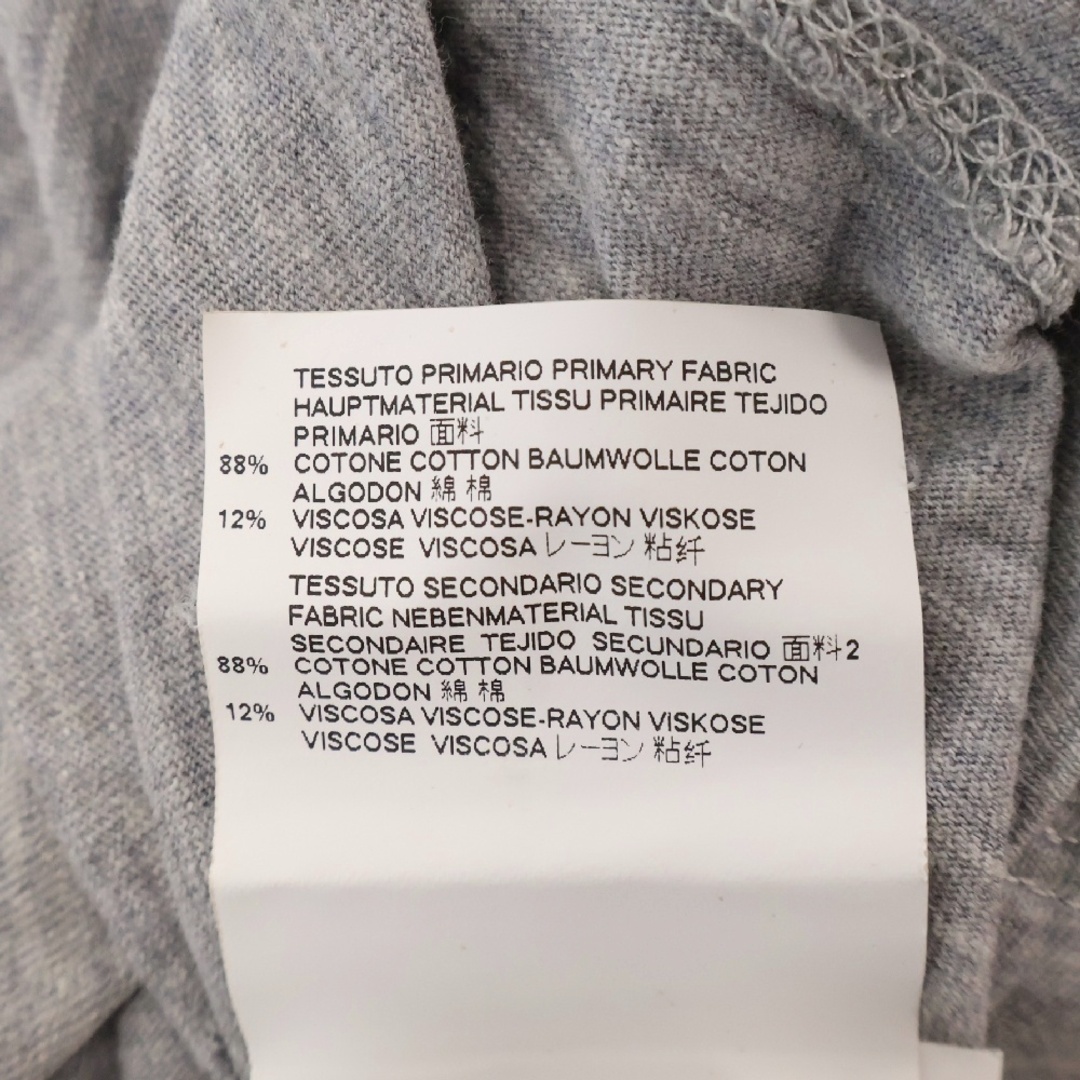 TESSUTO PRIMARIO PRIMARY FABRIC
HAUPTMATERIAL TISSU PRIMAIRE TEJIDO
PRIMARIO 面料
88% COTONE COTTON BAUMWOLLE COTON
ALGODON 綿 棉
12% VISCOSA VISCOSE-RAYON VISKOSE
VISCOSE VISCOSA レーヨン 粘纤
TESSUTO SECONDARIO SECONDARY
FABRIC NEBENMATERIAL TISSU
SECONDAIRE TEJIDO SECUNDARIO 面料2
88% COTONE COTTON BAUMWOLLE COTON
ALGODON 綿 棉
12% VISCOSA VISCOSE-RAYON VISKOSE
VISCOSE VISCOSA レーヨン 粘纤